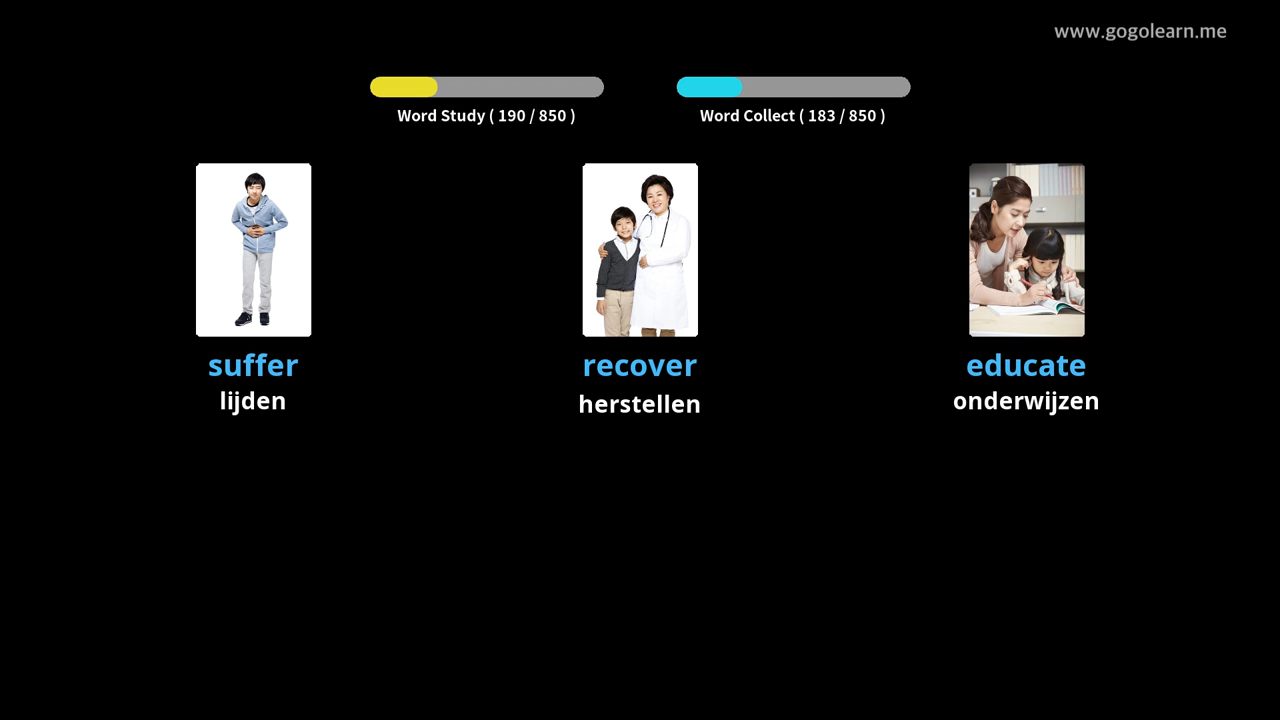 www.gogolearn.me
Word Study ( 190 / 850 )
Word Collect ( 183 / 850 )
suffer
lijden
recover
herstellen
educate
onderwijzen